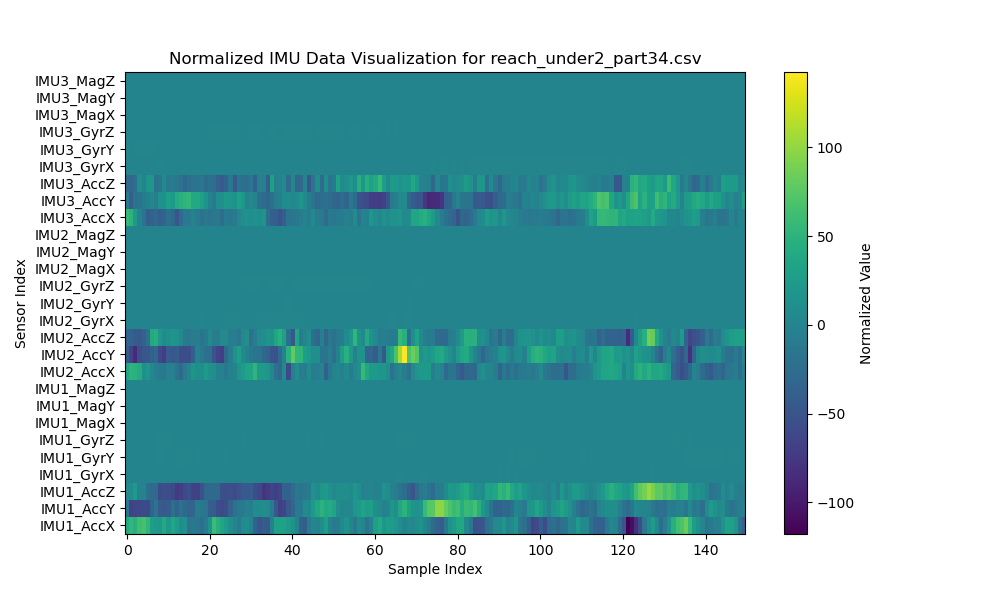 Normalized IMU Data Visualization for reach_under2_part34.csv
IMU3_MagZ
IMU3_MagY
IMU3_MagX
IMU3_GyrZ
IMU3_GyrY
IMU3_GyrX
IMU3_AccZ
IMU3_AccY
IMU3_AccX
IMU2_MagZ
IMU2_MagY
IMU2_MagX
IMU2_GyrZ
IMU2_GyrY
IMU2_GyrX
IMU2_AccZ
IMU2_AccY
IMU2_AccX
IMU1_MagZ
IMU1_MagY
IMU1_MagX
IMU1_GyrZ
IMU1_GyrY
IMU1_GyrX
IMU1_AccZ
IMU1_AccY
IMU1_AccX
Sensor Index
0 20 40 60 80 100 120 140
Sample Index
100
50
0
−50
−100
Normalized Value